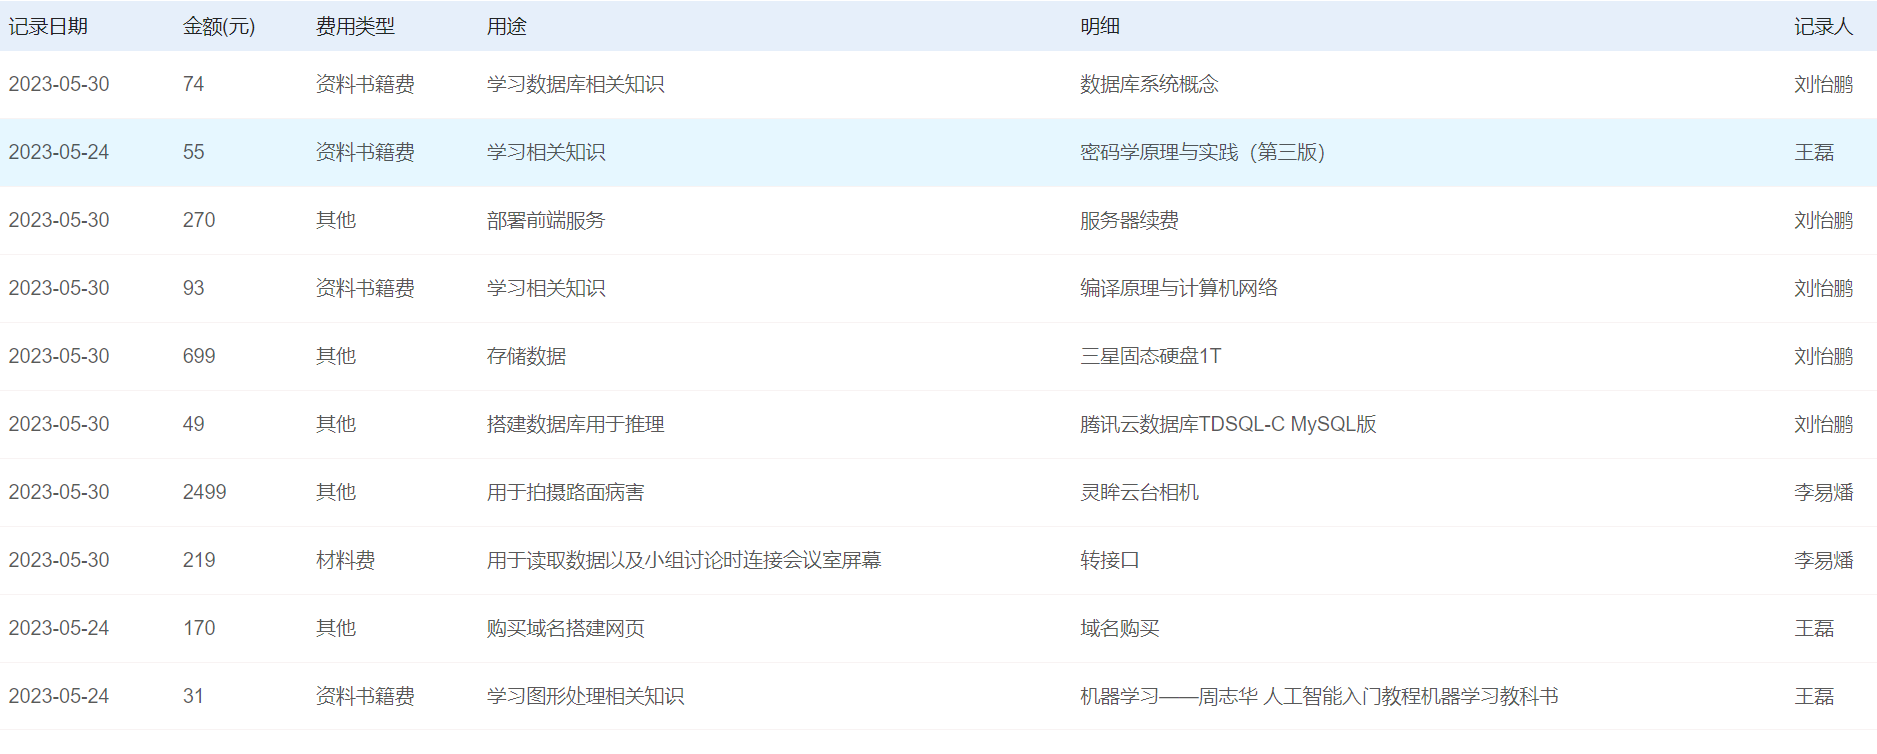 记录日期 金额(元) 费用类型 用途 明细 记录人
2023-05-30 74 资料书籍费 学习数据库相关知识 数据库系统概念 刘怡鹏
2023-05-24 55 资料书籍费 学习相关知识 密码学原理与实践（第三版） 王磊
2023-05-30 270 其他 部署前端服务 服务器续费 刘怡鹏
2023-05-30 93 资料书籍费 学习相关知识 编译原理与计算机网络 刘怡鹏
2023-05-30 699 其他 存储数据 三星固态硬盘1T 刘怡鹏
2023-05-30 49 其他 搭建数据库用于推理 腾讯云数据库TDSQL-C MySQL版 刘怡鹏
2023-05-30 2499 其他 用于拍摄路面病害 灵眸云台相机 李易燔
2023-05-30 219 材料费 用于读取数据以及小组讨论时连接会议室屏幕 转接口 李易燔
2023-05-24 170 其他 购买域名搭建网页 域名购买 王磊
2023-05-24 31 资料书籍费 学习图形处理相关知识 机器学习——周志华 人工智能入门教程机器学习教科书 王磊